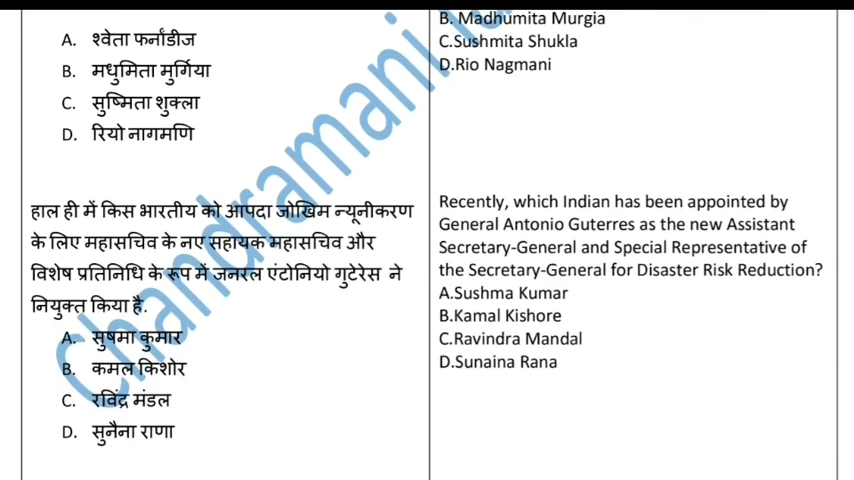 A. श्वेता फर्नांडीज
B. मधुमिता मुर्गिया
C. सुष्मिता शुक्ला
D. रियो नागमणि
हाल ही में किस भारतीय को आपदा जोखिम न्यूनीकरण
के लिए महासचिव के नए सहायक महासचिव और
विशेष प्रतिनिधि के रूप में जनरल एंटोनियो गुटेरेस ने
नियुक्त किया है.
A. सुषमा कुमार
B. कमल किशोर
C. रविंद्र मंडल
D. सुनैना राणा
B. Madhumita Murgia
C.Sushmita Shukla
D.Rio Nagmani
Recently, which Indian has been appointed by
General Antonio Guterres as the new Assistant
Secretary-General and Special Representative of
the Secretary-General for Disaster Risk Reduction?
A.Sushma Kumar
B.Kamal Kishore
C.Ravindra Mandal
D.Sunaina Rana
Chandramani